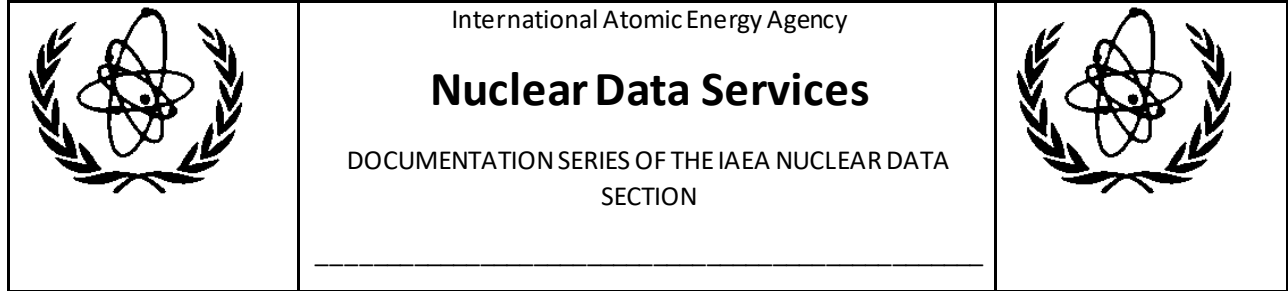 International Atomic Energy Agency
Nuclear Data Services
DOCUMENTATION SERIES OF THE IAEA NUCLEAR DATA
SECTION